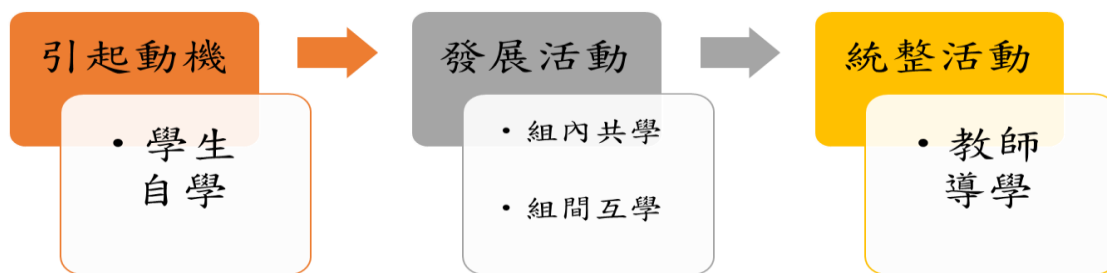 引起動機
• 學生
自學
發展活動
• 組內共學
• 組間互學
統整活動
• 教師
導學